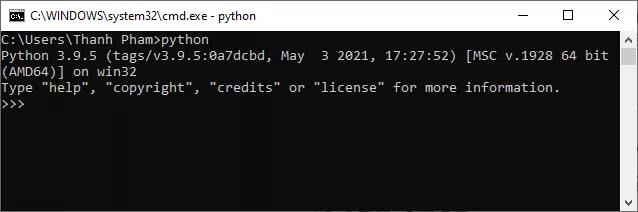 C:\WINDOWS\system32\cmd.exe - python
C:\Users\Thanh Pham>python
Python 3.9.5 (tags/v3.9.5:0a7dcbd, May  3 2021, 17:27:52) [MSC v.1928 64 bit
(AMD64)] on win32
Type "help", "copyright", "credits" or "license" for more information.
>>>